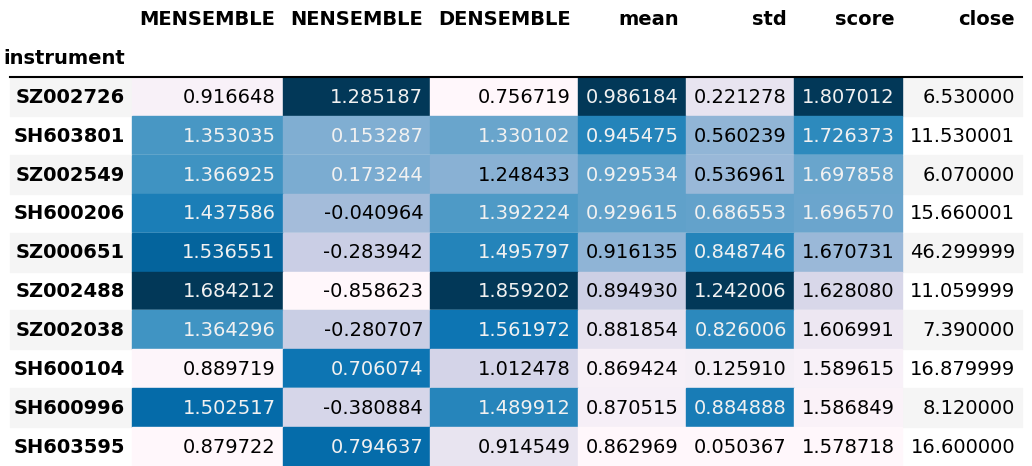 MENSEMBLE NENSEMBLE DENSEMBLE mean std score close
instrument
SZ002726 0.916648 1.285187 0.756719 0.986184 0.221278 1.807012 6.530000
SH603801 1.353035 0.153287 1.330102 0.945475 0.560239 1.726373 11.530001
SZ002549 1.366925 0.173244 1.248433 0.929534 0.536961 1.697858 6.070000
SH600206 1.437586 -0.040964 1.392224 0.929615 0.686553 1.696570 15.660001
SZ000651 1.536551 -0.283942 1.495797 0.916135 0.848746 1.670731 46.299999
SZ002488 1.684212 -0.858623 1.859202 0.894930 1.242006 1.628080 11.059999
SZ002038 1.364296 -0.280707 1.561972 0.881854 0.826006 1.606991 7.390000
SH600104 0.889719 0.706074 1.012478 0.869424 0.125910 1.589615 16.879999
SH600996 1.502517 -0.380884 1.489912 0.870515 0.884888 1.586849 8.120000
SH603595 0.879722 0.794637 0.914549 0.862969 0.050367 1.578718 16.600000